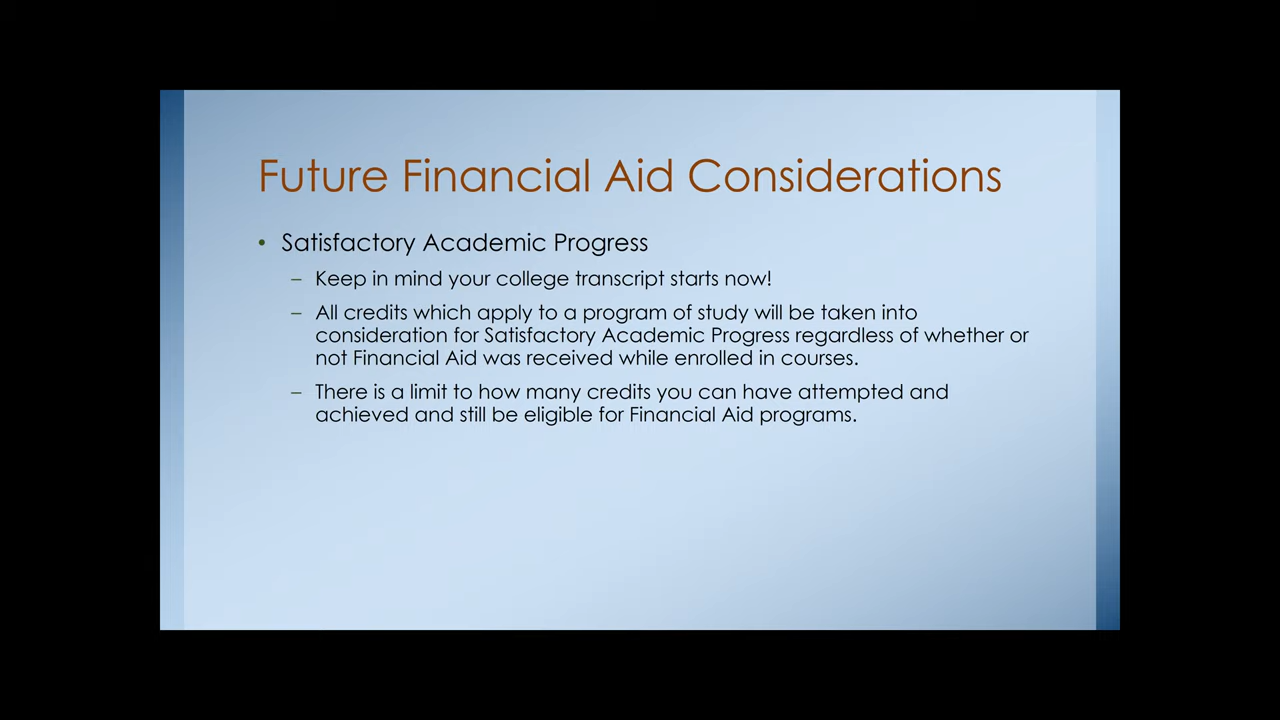 Future Financial Aid Considerations
• Satisfactory Academic Progress
– Keep in mind your college transcript starts now!
– All credits which apply to a program of study will be taken into
consideration for Satisfactory Academic Progress regardless of whether or
not Financial Aid was received while enrolled in courses.
– There is a limit to how many credits you can have attempted and
achieved and still be eligible for Financial Aid programs.